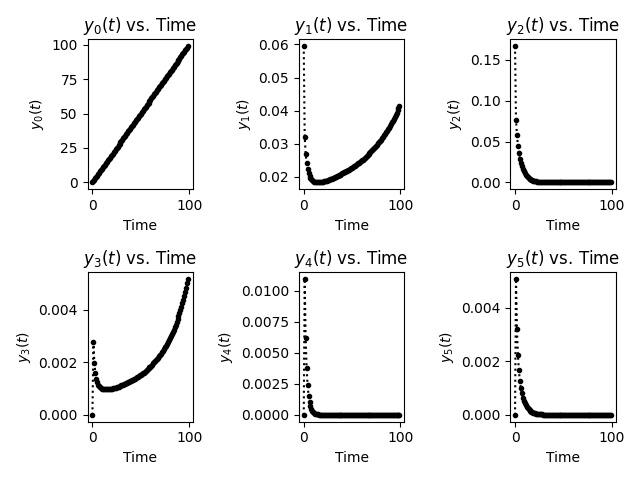 y₀(t) vs. Time
y₁(t) vs. Time
y₂(t) vs. Time
100
75
50
25
0
y₀(t)
0
100
Time
0.06
0.05
0.04
0.03
0.02
y₁(t)
0
100
Time
0.15
0.10
0.05
0.00
y₂(t)
0
100
Time
y₃(t) vs. Time
y₄(t) vs. Time
y₅(t) vs. Time
0.004
0.002
0.000
y₃(t)
0
100
Time
0.0100
0.0075
0.0050
0.0025
0.0000
y₄(t)
0
100
Time
0.004
0.002
0.000
y₅(t)
0
100
Time